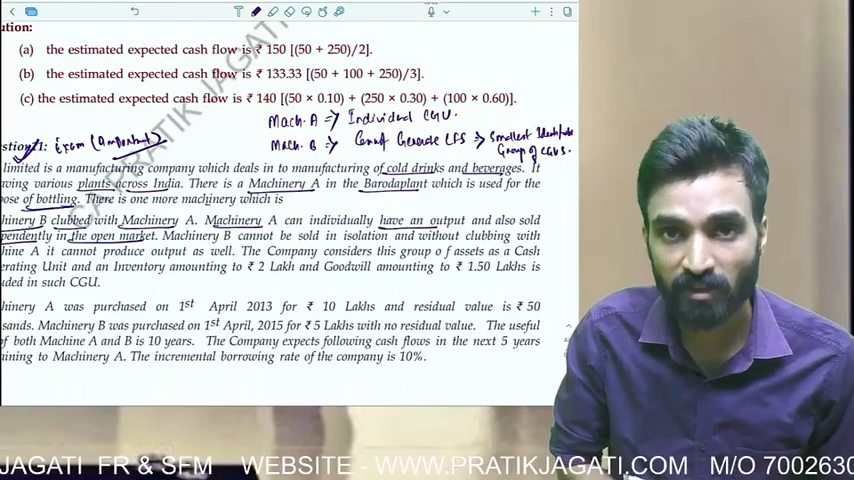 ution:
(a) the estimated expected cash flow is ₹ 150 [(50 + 250)/2].
(b) the estimated expected cash flow is ₹ 133.33 [(50 + 100 + 250)/3].
(c) the estimated expected cash flow is ₹ 140 [(50 × 0.10) + (250 × 0.30) + (100 × 0.60)].
Mach. A => Individual CGU.
Mach. B => Cannot Generate CFS => Smallest Identifiable
Group of CGUS.
estion 1: Exam (Important)
limited is a manufacturing company which deals in to manufacturing of cold drinks and beverages. It
aving various plants across India. There is a Machinery A in the Barodaplant which is used for the
pose of bottling. There is one more machinery which is
hinery B clubbed with Machinery A. Machinery A can individually have an output and also sold
pendently in the open market. Machinery B cannot be sold in isolation and without clubbing with
hine A it cannot produce output as well. The Company considers this group o f assets as a Cash
erating Unit and an Inventory amounting to ₹ 2 Lakh and Goodwill amounting to ₹ 1.50 Lakhs is
uded in such CGU.
hinery A was purchased on 1st April 2013 for ₹ 10 Lakhs and residual value is ₹ 50
sands. Machinery B was purchased on 1st April, 2015 for ₹ 5 Lakhs with no residual value. The useful
of both Machine A and B is 10 years. The Company expects following cash flows in the next 5 years
aining to Machinery A. The incremental borrowing rate of the company is 10%.
CA PRATIK JAGATI
JAGATI FR & SFM WEBSITE - WWW.PRATIKJAGATI.COM M/O 7002630